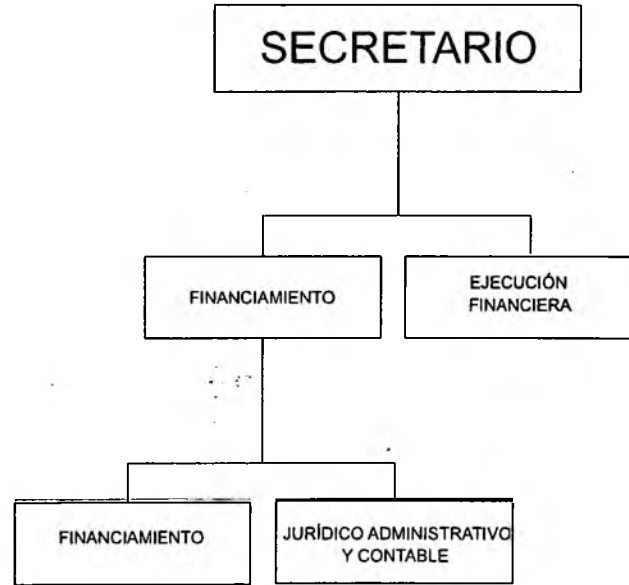 SECRETARIO
FINANCIAMIENTO
EJECUCIÓN
FINANCIERA
FINANCIAMIENTO
JURÍDICO ADMINISTRATIVO
Y CONTABLE